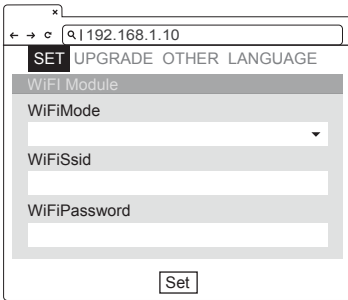 192.168.1.10
SET UPGRADE OTHER LANGUAGE
WiFI Module
WiFiMode
WiFiSsid
WiFiPassword
Set